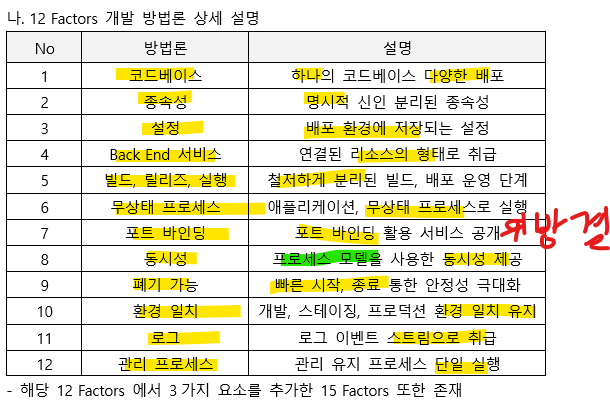 나. 12 Factors 개발 방법론 상세 설명
No 방법론 설명
1 코드베이스 하나의 코드베이스 다양한 배포
2 종속성 명시적 신인 분리된 종속성
3 설정 배포 환경에 저장되는 설정
4 Back End 서비스 연결된 리소스의 형태로 취급
5 빌드, 릴리즈, 실행 철저하게 분리된 빌드, 배포 운영 단계
6 무상태 프로세스 애플리케이션, 무상태 프로세스로 실행
7 포트 바인딩 포트 바인딩 활용 서비스 공개
8 동시성 프로세스 모델을 사용한 동시성 제공
9 폐기 가능 빠른 시작, 종료 통한 안정성 극대화
10 환경 일치 개발, 스테이징, 프로덕션 환경 일치 유지
11 로그 로그 이벤트 스트림으로 취급
12 관리 프로세스 관리 유지 프로세스 단일 실행
- 해당 12 Factors 에서 3가지 요소를 추가한 15 Factors 또한 존재